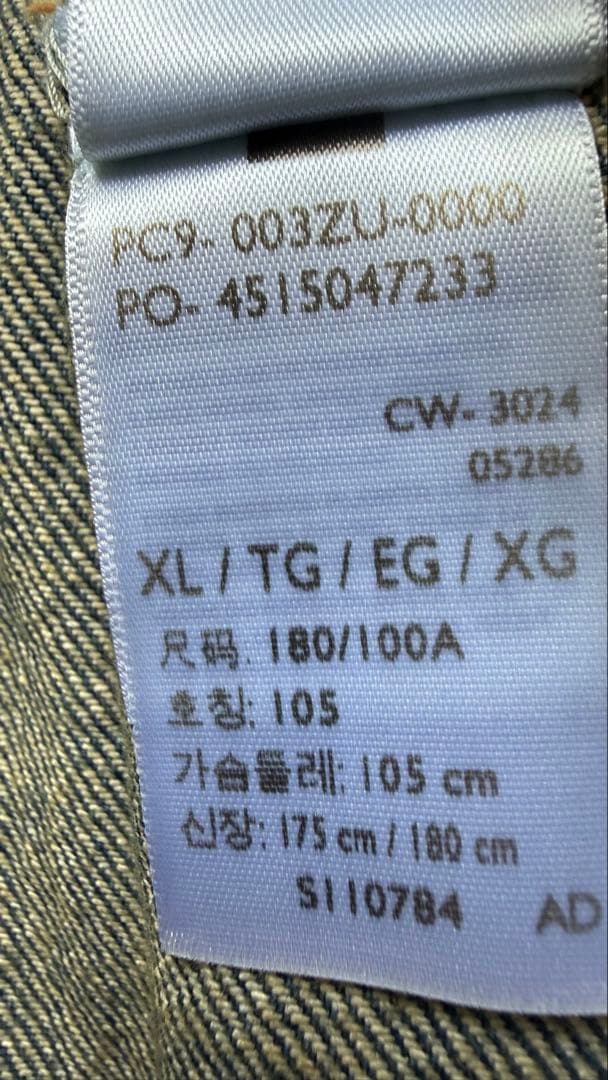 PC9- 003ZU-0000
PO- 4515047233
CW- 3024
05286
XL / TG / EG / XG
尺码. 180/100A
호칭: 105
가슴둘레: 105 cm
신장: 175 cm / 180 cm
S110784 AD